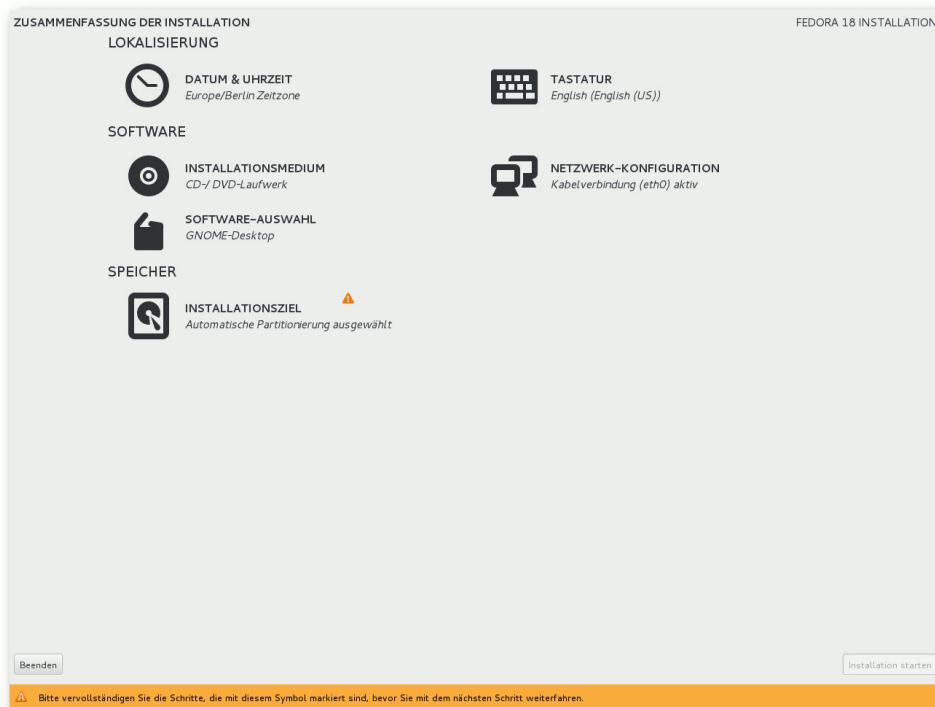 ZUSAMMENFASSUNG DER INSTALLATION
FEDORA 18 INSTALLATION
LOKALISIERUNG
DATUM & UHRZEIT
Europe/Berlin Zeitzone
TASTATUR
English (English (US))
SOFTWARE
INSTALLATIONSMEDIUM
CD-/ DVD-Laufwerk
NETZWERK-KONFIGURATION
Kabelverbindung (eth0) aktiv
SOFTWARE-AUSWAHL
GNOME-Desktop
SPEICHER
INSTALLATIONSZIEL
Automatische Partitionierung ausgewählt
Beenden
Installation starten
Bitte vervollständigen Sie die Schritte, die mit diesem Symbol markiert sind, bevor Sie mit dem nächsten Schritt weiterfahren.